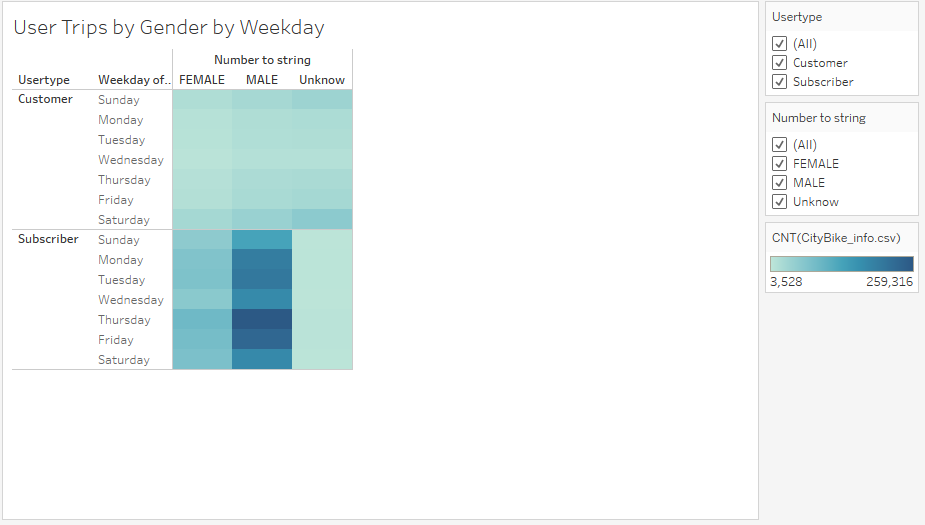 User Trips by Gender by Weekday
Number to string
Usertype Weekday of.. FEMALE MALE Unknow
Customer Sunday
Monday
Tuesday
Wednesday
Thursday
Friday
Saturday
Subscriber Sunday
Monday
Tuesday
Wednesday
Thursday
Friday
Saturday
Usertype
(All)
Customer
Subscriber
Number to string
(All)
FEMALE
MALE
Unknow
CNT(CityBike_info.csv)
3,528 259,316